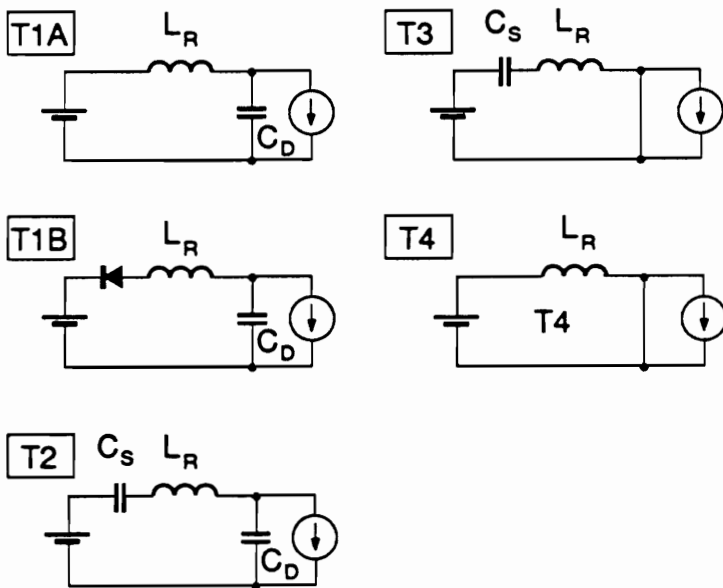 T1A
L_R
C_D
T3
C_S L_R
T1B
L_R
C_D
T4
L_R
T4
T2
C_S L_R
C_D